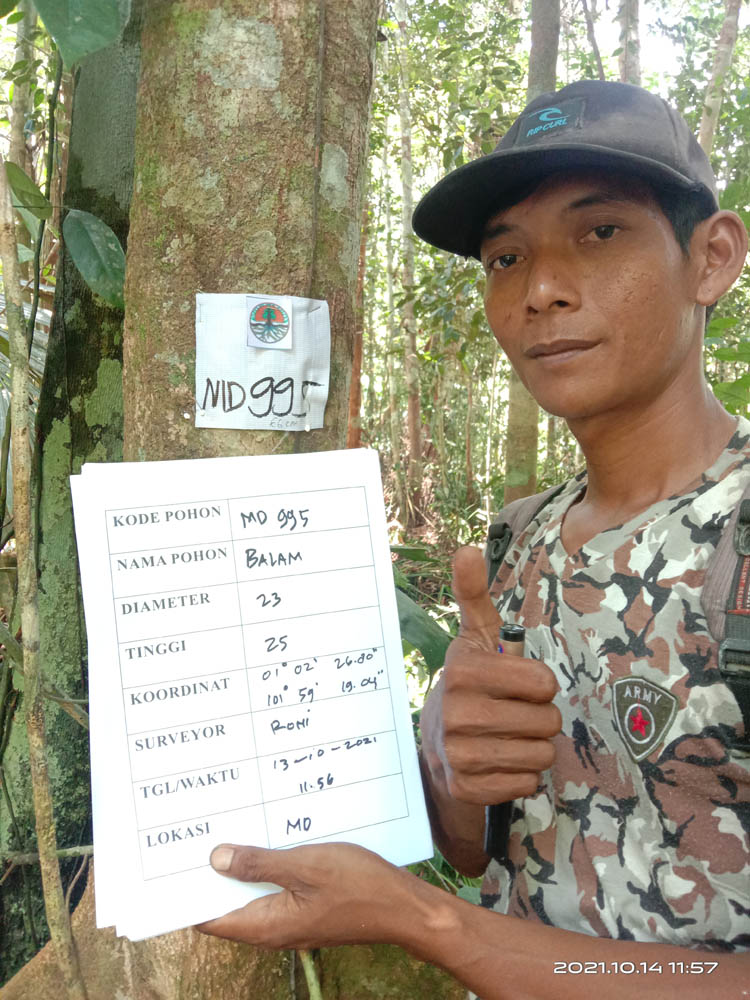 RIP CURL
MD995
KODE POHON MD 995
NAMA POHON BALAM
DIAMETER 23
TINGGI 25
KOORDINAT 01° 02' 26.80"
101° 59' 19.04"
SURVEYOR RONI
TGL/WAKTU 13-10-2021
11.56
LOKASI MD
ARMY
2021.10.14 11:57